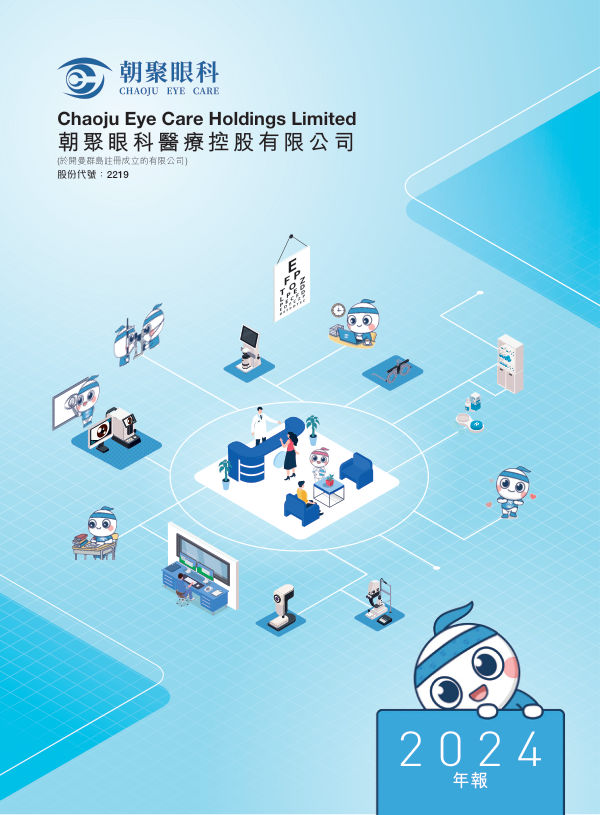 朝聚眼科
CHAOJU EYE CARE
Chaoju Eye Care Holdings Limited
朝聚眼科醫療控股有限公司
(於開曼群島註冊成立的有限公司)
股份代號：2219
E
F P
T O Z
2024
年報